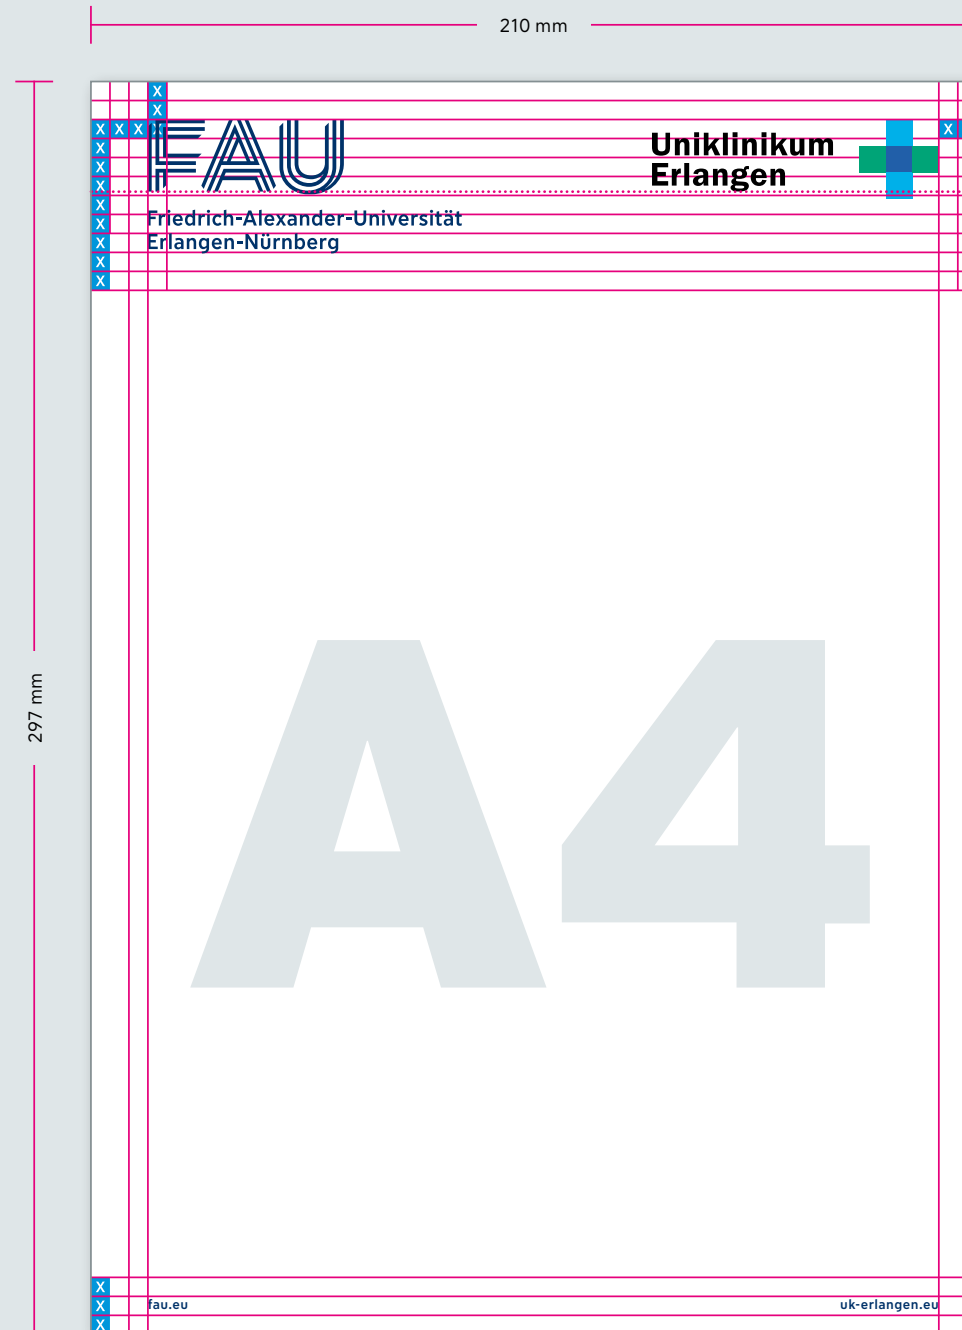 210 mm
X
X
X X X X X
FAU
Uniklinikum
Erlangen
X
X
X
X
Friedrich-Alexander-Universität
X
Erlangen-Nürnberg
X
X
X
297 mm
A4
X
X
fau.eu
uk-erlangen.eu
X